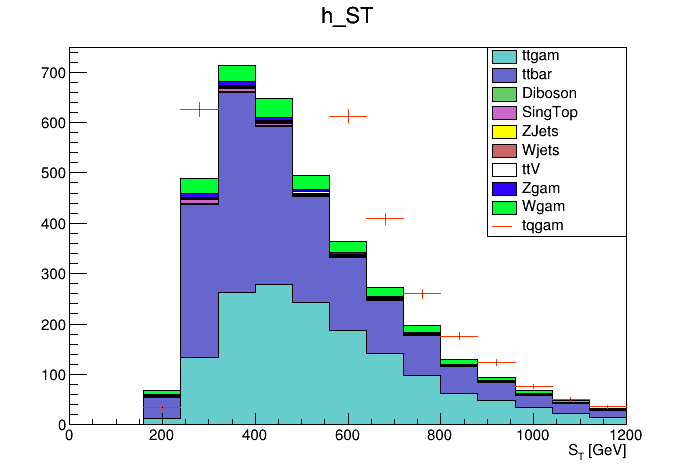 h_ST
700
600
500
400
300
200
100
0
0
200
400
600
800
1000
1200
S_T [GeV]
ttgam
ttbar
Diboson
SingTop
ZJets
Wjets
ttV
Zgam
Wgam
tqgam